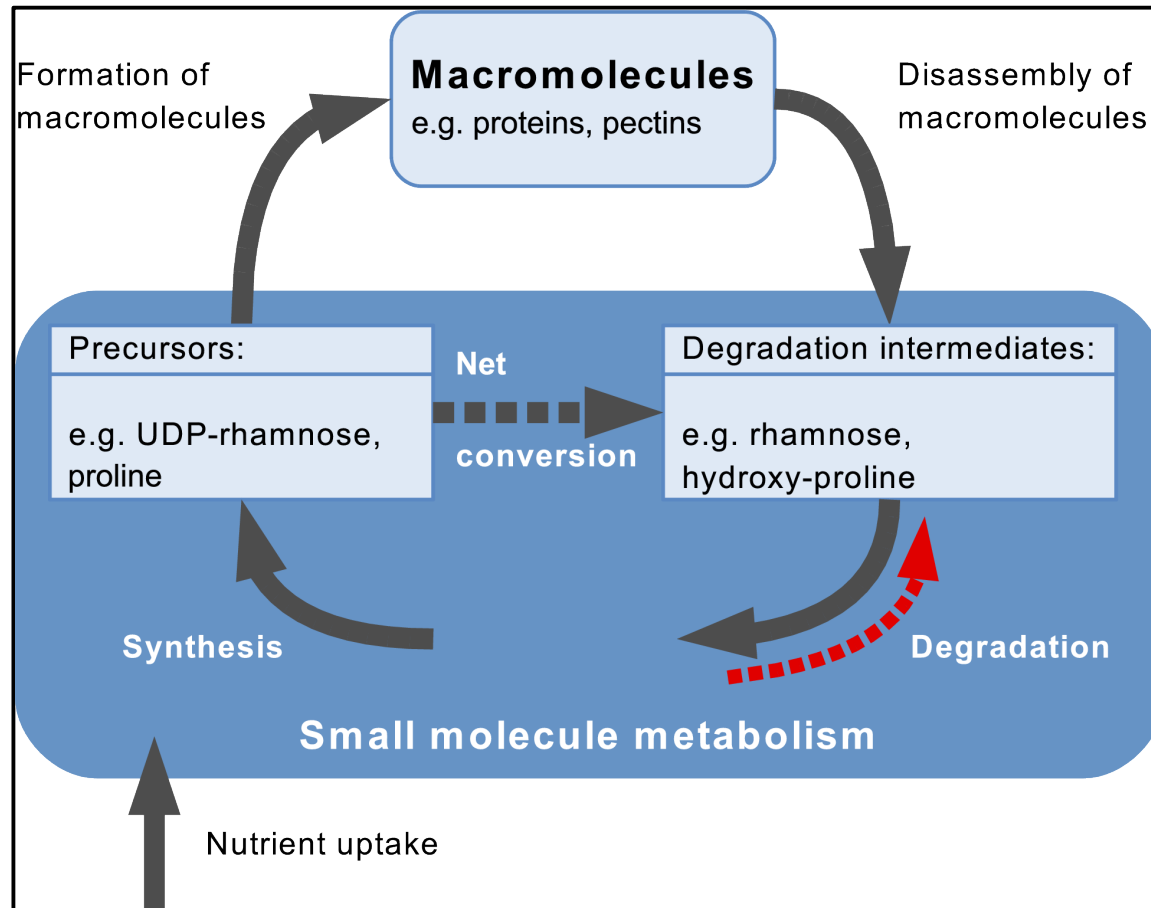 Formation of
macromolecules
Macromolecules
e.g. proteins, pectins
Disassembly of
macromolecules
Precursors:
e.g. UDP-rhamnose,
proline
Net
conversion
Degradation intermediates:
e.g. rhamnose,
hydroxy-proline
Synthesis
Degradation
Small molecule metabolism
Nutrient uptake